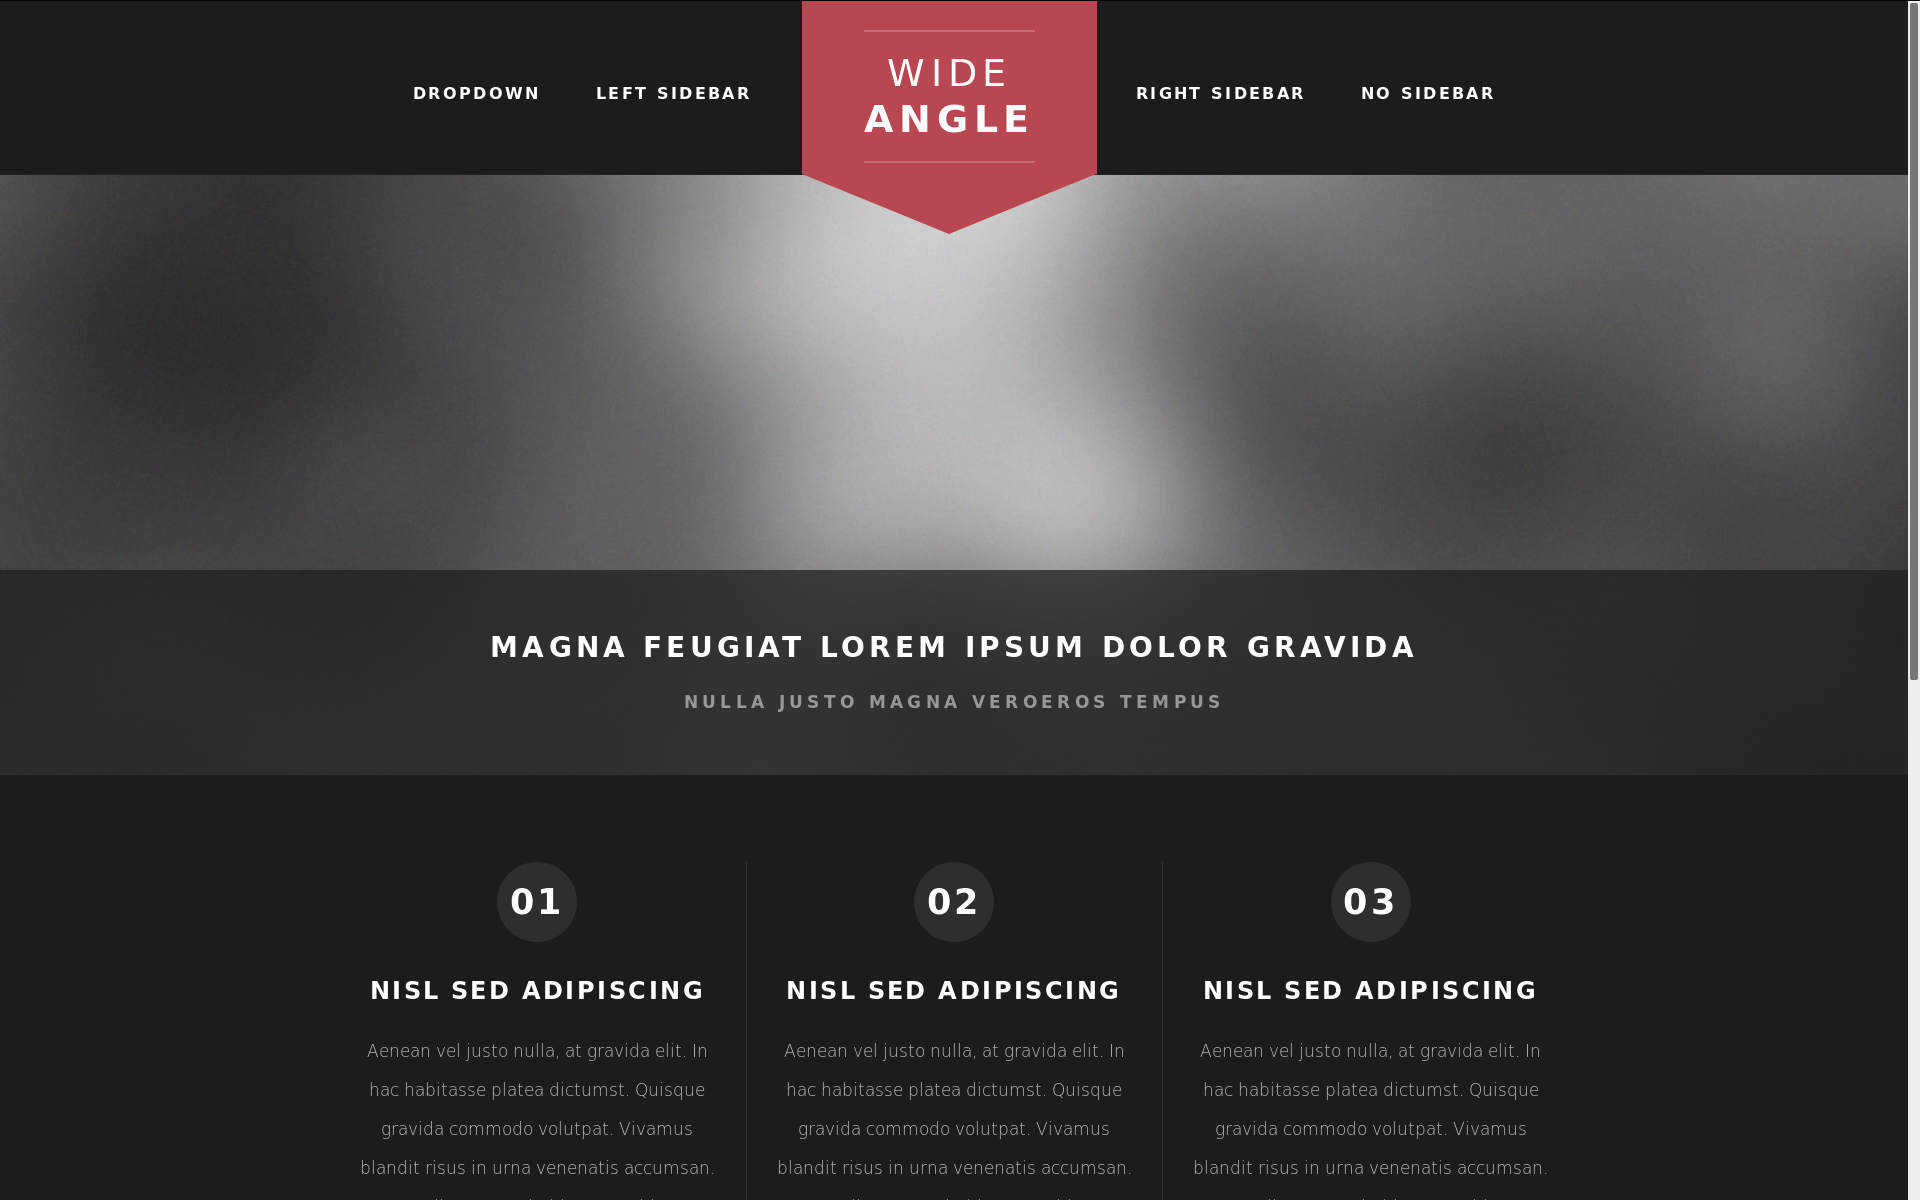 DROPDOWN
LEFT SIDEBAR
WIDE
ANGLE
RIGHT SIDEBAR
NO SIDEBAR
MAGNA FEUGIAT LOREM IPSUM DOLOR GRAVIDA
NULLA JUSTO MAGNA VEROEROS TEMPUS
01
NISL SED ADIPISCING
Aenean vel justo nulla, at gravida elit. In
hac habitasse platea dictumst. Quisque
gravida commodo volutpat. Vivamus
blandit risus in urna venenatis accumsan.
02
NISL SED ADIPISCING
Aenean vel justo nulla, at gravida elit. In
hac habitasse platea dictumst. Quisque
gravida commodo volutpat. Vivamus
blandit risus in urna venenatis accumsan.
03
NISL SED ADIPISCING
Aenean vel justo nulla, at gravida elit. In
hac habitasse platea dictumst. Quisque
gravida commodo volutpat. Vivamus
blandit risus in urna venenatis accumsan.